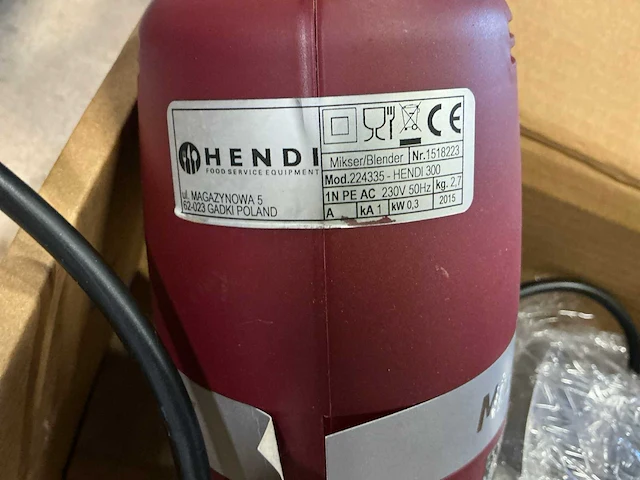 HENDI
FOOD SERVICE EQUIPMENT
ul. MAGAZYNOWA 5
62-023 GADKI POLAND
CE
Mikser/Blender Nr. 1518223
Mod. 224335 - HENDI 300
1N PE AC 230V 50Hz kg. 2,7
A kA 1 kW 0,3 2015